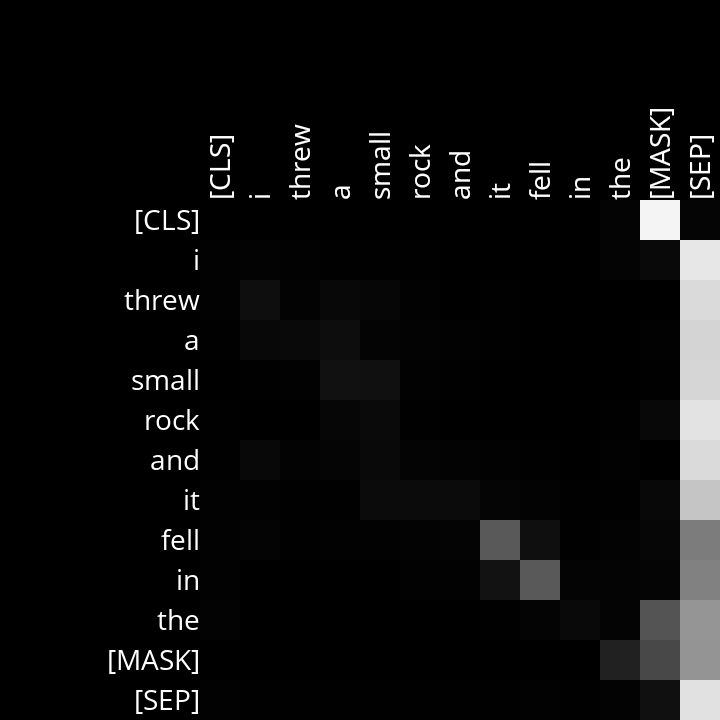 [CLS] i threw a small rock and it fell in the [MASK] [SEP]
[CLS]
i
threw
a
small
rock
and
it
fell
in
the
[MASK]
[SEP]